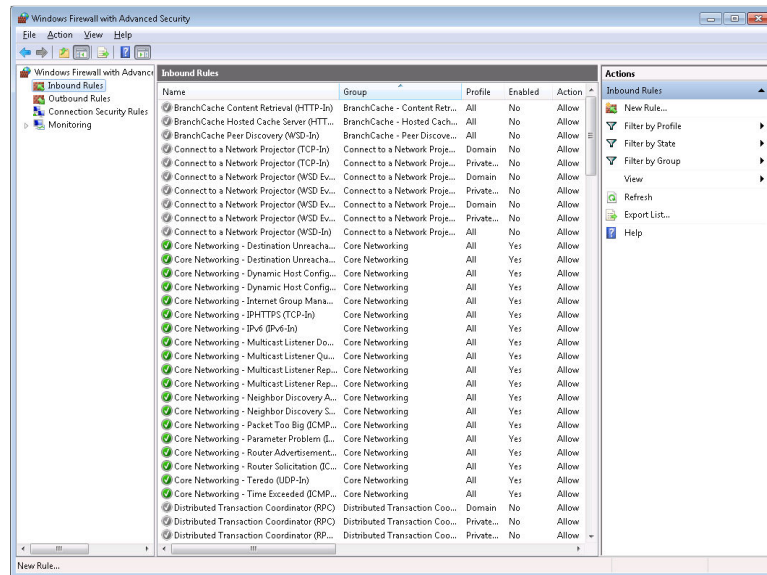 Windows Firewall with Advanced Security
File Action View Help
Windows Firewall with Advance
Inbound Rules
Outbound Rules
Connection Security Rules
Monitoring
Inbound Rules
Name Group Profile Enabled Action
BranchCache Content Retrieval (HTTP-In) BranchCache - Content Retr... All No Allow
BranchCache Hosted Cache Server (HTT... BranchCache - Hosted Cach... All No Allow
BranchCache Peer Discovery (WSD-In) BranchCache - Peer Discove... All No Allow
Connect to a Network Projector (TCP-In) Connect to a Network Proje... Domain No Allow
Connect to a Network Projector (TCP-In) Connect to a Network Proje... Private... No Allow
Connect to a Network Projector (WSD Ev... Connect to a Network Proje... Domain No Allow
Connect to a Network Projector (WSD Ev... Connect to a Network Proje... Private... No Allow
Connect to a Network Projector (WSD Ev... Connect to a Network Proje... Domain No Allow
Connect to a Network Projector (WSD Ev... Connect to a Network Proje... Private... No Allow
Connect to a Network Projector (WSD-In) Connect to a Network Proje... All No Allow
Core Networking - Destination Unreacha... Core Networking All Yes Allow
Core Networking - Destination Unreacha... Core Networking All Yes Allow
Core Networking - Dynamic Host Config... Core Networking All Yes Allow
Core Networking - Dynamic Host Config... Core Networking All Yes Allow
Core Networking - Internet Group Mana... Core Networking All Yes Allow
Core Networking - IPHTTPS (TCP-In) Core Networking All Yes Allow
Core Networking - IPv6 (IPv6-In) Core Networking All Yes Allow
Core Networking - Multicast Listener Do... Core Networking All Yes Allow
Core Networking - Multicast Listener Qu... Core Networking All Yes Allow
Core Networking - Multicast Listener Rep... Core Networking All Yes Allow
Core Networking - Multicast Listener Rep... Core Networking All Yes Allow
Core Networking - Neighbor Discovery A... Core Networking All Yes Allow
Core Networking - Neighbor Discovery S... Core Networking All Yes Allow
Core Networking - Packet Too Big (ICMP... Core Networking All Yes Allow
Core Networking - Parameter Problem (I... Core Networking All Yes Allow
Core Networking - Router Advertisement... Core Networking All Yes Allow
Core Networking - Router Solicitation (IC... Core Networking All Yes Allow
Core Networking - Teredo (UDP-In) Core Networking All Yes Allow
Core Networking - Time Exceeded (ICMP... Core Networking All Yes Allow
Distributed Transaction Coordinator (RPC) Distributed Transaction Coo... Domain No Allow
Distributed Transaction Coordinator (RPC) Distributed Transaction Coo... Private... No Allow
Distributed Transaction Coordinator (RP... Distributed Transaction Coo... Private... No Allow
Actions
Inbound Rules
New Rule...
Filter by Profile
Filter by State
Filter by Group
View
Refresh
Export List...
Help
New Rule...